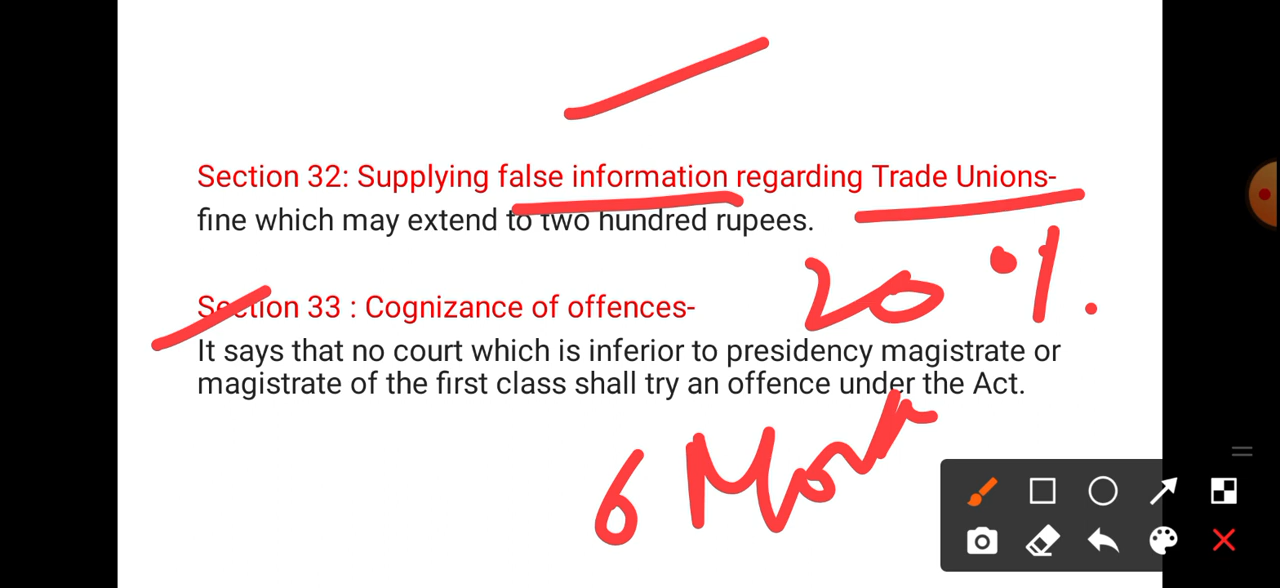 Section 32: Supplying false information regarding Trade Unions-
fine which may extend to two hundred rupees.
20 %.
Section 33 : Cognizance of offences-
It says that no court which is inferior to presidency magistrate or
magistrate of the first class shall try an offence under the Act.
6